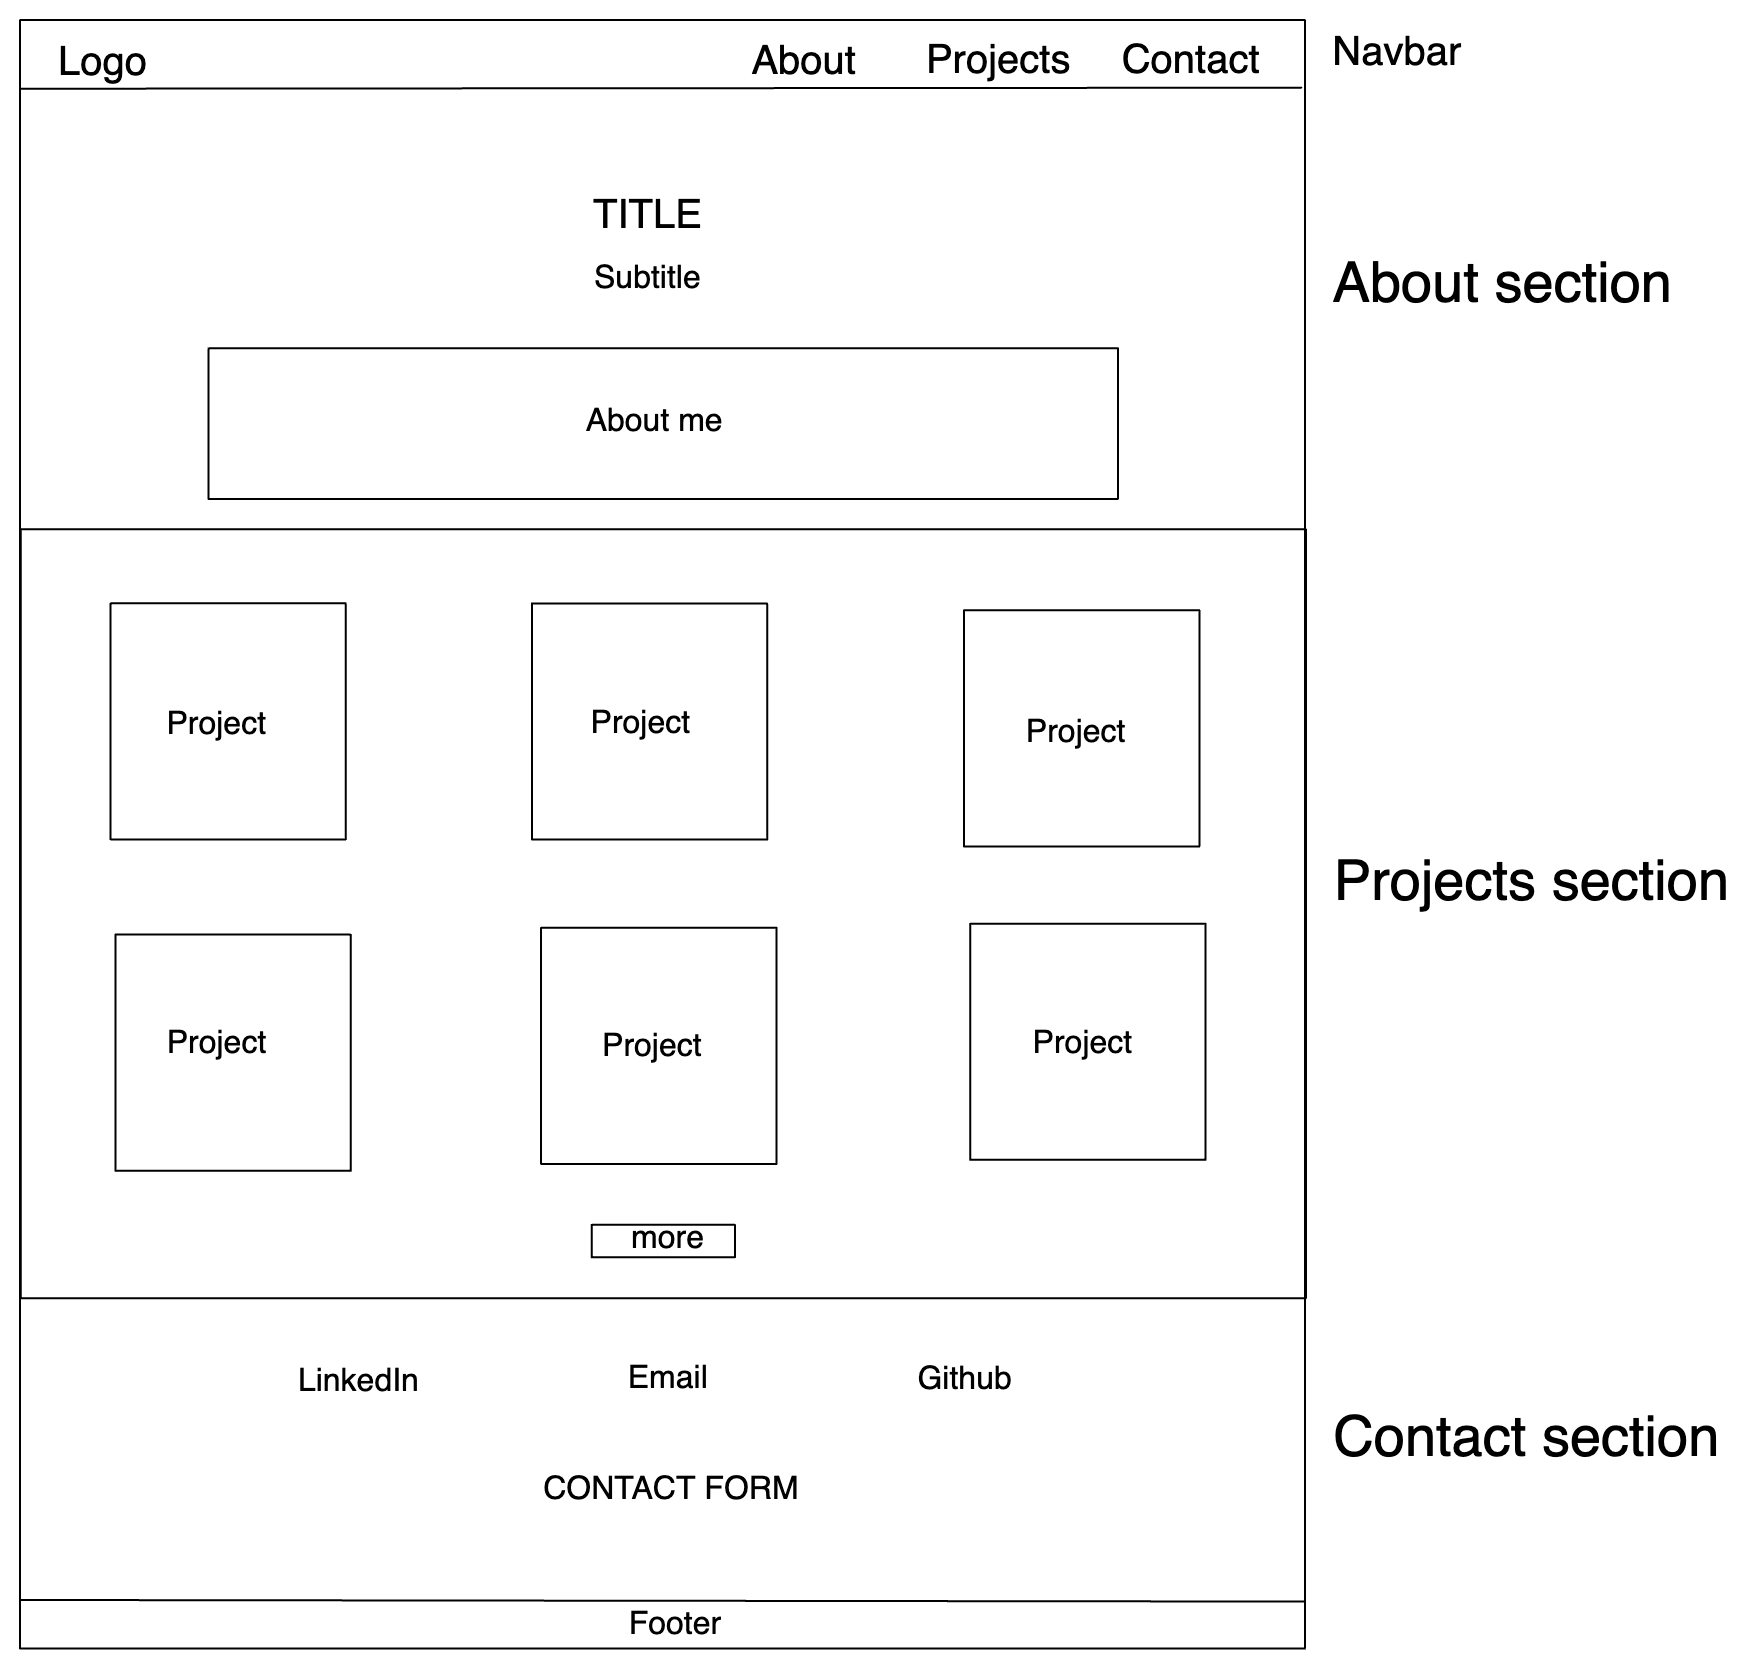 Logo
About
Projects
Contact
Navbar
TITLE
Subtitle
About section
About me
Project
Project
Project
Projects section
Project
Project
Project
more
LinkedIn
Email
Github
Contact section
CONTACT FORM
Footer